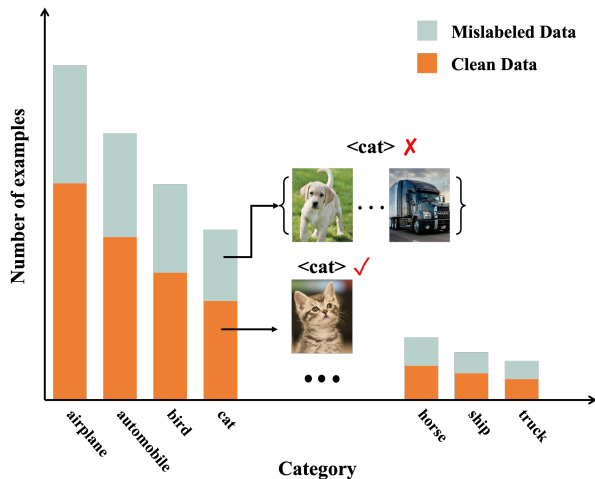 Mislabeled Data
Clean Data
Number of examples
<cat> ✗
. . .
<cat> ✓
...
airplane
automobile
bird
cat
horse
ship
truck
Category